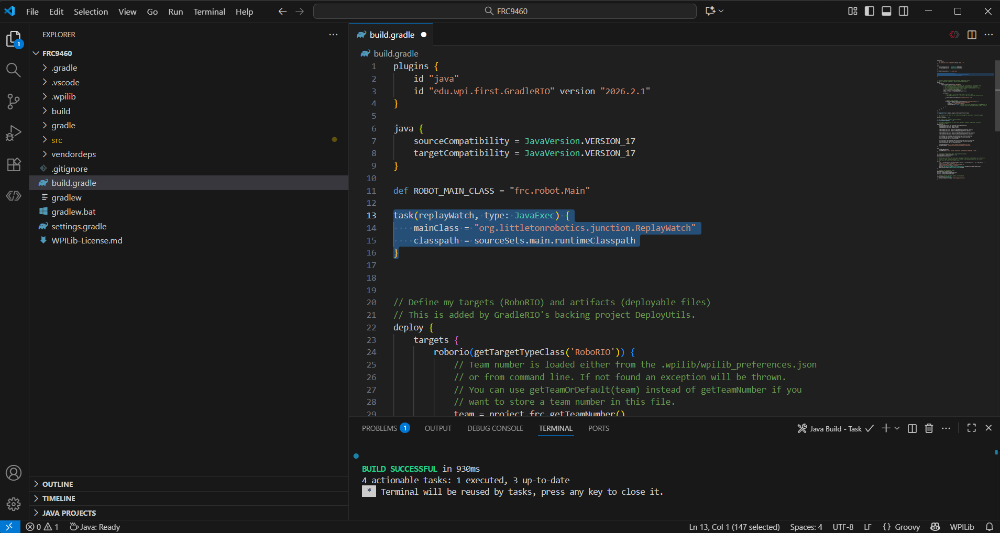 File Edit Selection View Go Run Terminal Help
FRC9460
EXPLORER
FRC9460
.gradle
.vscode
.wpilib
build
gradle
src
vendordeps
.gitignore
build.gradle
gradlew
gradlew.bat
settings.gradle
WPILib-License.md
OUTLINE
TIMELINE
JAVA PROJECTS
1
build.gradle
build.gradle
1 plugins {
2     id "java"
3     id "edu.wpi.first.GradleRIO" version "2026.2.1"
4 }
5
6 java {
7     sourceCompatibility = JavaVersion.VERSION_17
8     targetCompatibility = JavaVersion.VERSION_17
9 }
10
11 def ROBOT_MAIN_CLASS = "frc.robot.Main"
12
13 task(replayWatch, type: JavaExec) {
14     mainClass = "org.littletonrobotics.junction.ReplayWatch"
15     classpath = sourceSets.main.runtimeClasspath
16 }
17
18
19
20 // Define my targets (RoboRIO) and artifacts (deployable files)
21 // This is added by GradleRIO's backing project DeployUtils.
22 deploy {
23     targets {
24         roborio(getTargetTypeClass('RoboRIO')) {
25             // Team number is loaded either from the .wpilib/wpilib_preferences.json
26             // or from command line. If not found an exception will be thrown.
27             // You can use getTeamOrDefault(team) instead of getTeamNumber if you
28             // want to store a team number in this file.
29             team = project.frc.getTeamNumber()
PROBLEMS 1 OUTPUT DEBUG CONSOLE TERMINAL PORTS
Java Build - Task
BUILD SUCCESSFUL in 930ms
4 actionable tasks: 1 executed, 3 up-to-date
* Terminal will be reused by tasks, press any key to close it.
0 1 Java: Ready
Ln 13, Col 1 (147 selected) Spaces: 4 UTF-8 LF {} Groovy WPILib